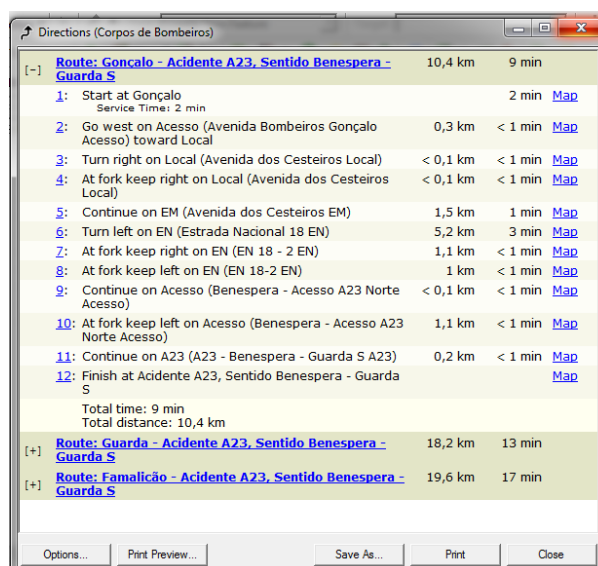 Directions (Corpos de Bombeiros)
[-] Route: Gonçalo - Acidente A23, Sentido Benespera - 10,4 km 9 min
Guarda S
1: Start at Gonçalo 2 min Map
Service Time: 2 min
2: Go west on Acesso (Avenida Bombeiros Gonçalo 0,3 km < 1 min Map
Acesso) toward Local
3: Turn right on Local (Avenida dos Cesteiros Local) < 0,1 km < 1 min Map
4: At fork keep right on Local (Avenida dos Cesteiros < 0,1 km < 1 min Map
Local)
5: Continue on EM (Avenida dos Cesteiros EM) 1,5 km 1 min Map
6: Turn left on EN (Estrada Nacional 18 EN) 5,2 km 3 min Map
7: At fork keep right on EN (EN 18 - 2 EN) 1,1 km < 1 min Map
8: At fork keep left on EN (EN 18-2 EN) 1 km < 1 min Map
9: Continue on Acesso (Benespera - Acesso A23 Norte < 0,1 km < 1 min Map
Acesso)
10: At fork keep left on Acesso (Benespera - Acesso A23 1,1 km < 1 min Map
Norte Acesso)
11: Continue on A23 (A23 - Benespera - Guarda S A23) 0,2 km < 1 min Map
12: Finish at Acidente A23, Sentido Benespera - Guarda Map
S
Total time: 9 min
Total distance: 10,4 km
[+] Route: Guarda - Acidente A23, Sentido Benespera - 18,2 km 13 min
Guarda S
[+] Route: Famalicão - Acidente A23, Sentido Benespera - 19,6 km 17 min
Guarda S
Options... Print Preview... Save As... Print Close